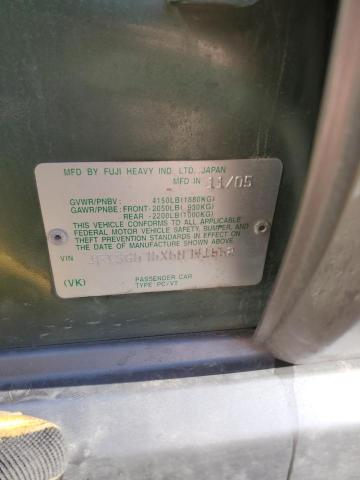 MFD BY FUJI HEAVY IND. LTD. JAPAN
MFD IN 11/05
GVWR/PNBV: 4150LB(1880KG)
GAWR/PNBE: FRONT-2050LB( 930KG)
REAR -2200LB(1000KG)
THIS VEHICLE CONFORMS TO ALL APPLICABLE
FEDERAL MOTOR VEHICLE SAFETY, BUMPER, AND
THEFT PREVENTION STANDARDS IN EFFECT ON THE
DATE OF MANUFACTURE SHOWN ABOVE.
VIN
PASSENGER CAR
(VK) TYPE:PC/VT